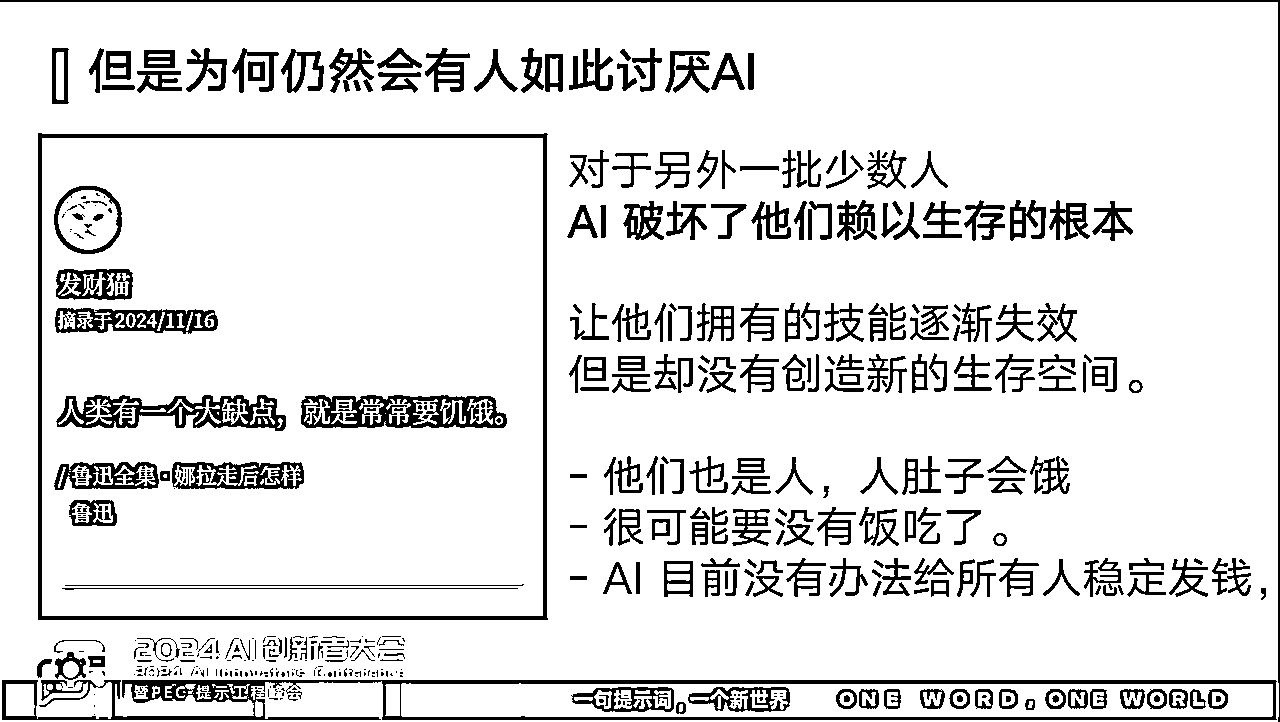 但是为何仍然会有人如此讨厌AI
发财猫
摘录于2024/11/16
人类有一个大缺点，就是常常要饥饿。
/ 鲁迅全集·娜拉走后怎样
鲁迅
对于另外一批少数人
AI 破坏了他们赖以生存的根本
让他们拥有的技能逐渐失效
但是却没有创造新的生存空间。
- 他们也是人，人肚子会饿
- 很可能要没有饭吃了。
- AI 目前没有办法给所有人稳定发钱，
2024 AI 创新者大会
2024 AI Innovators Conference
暨PEC·提示工程峰会
一句提示词。一个新世界
ONE WORD。ONE WORLD